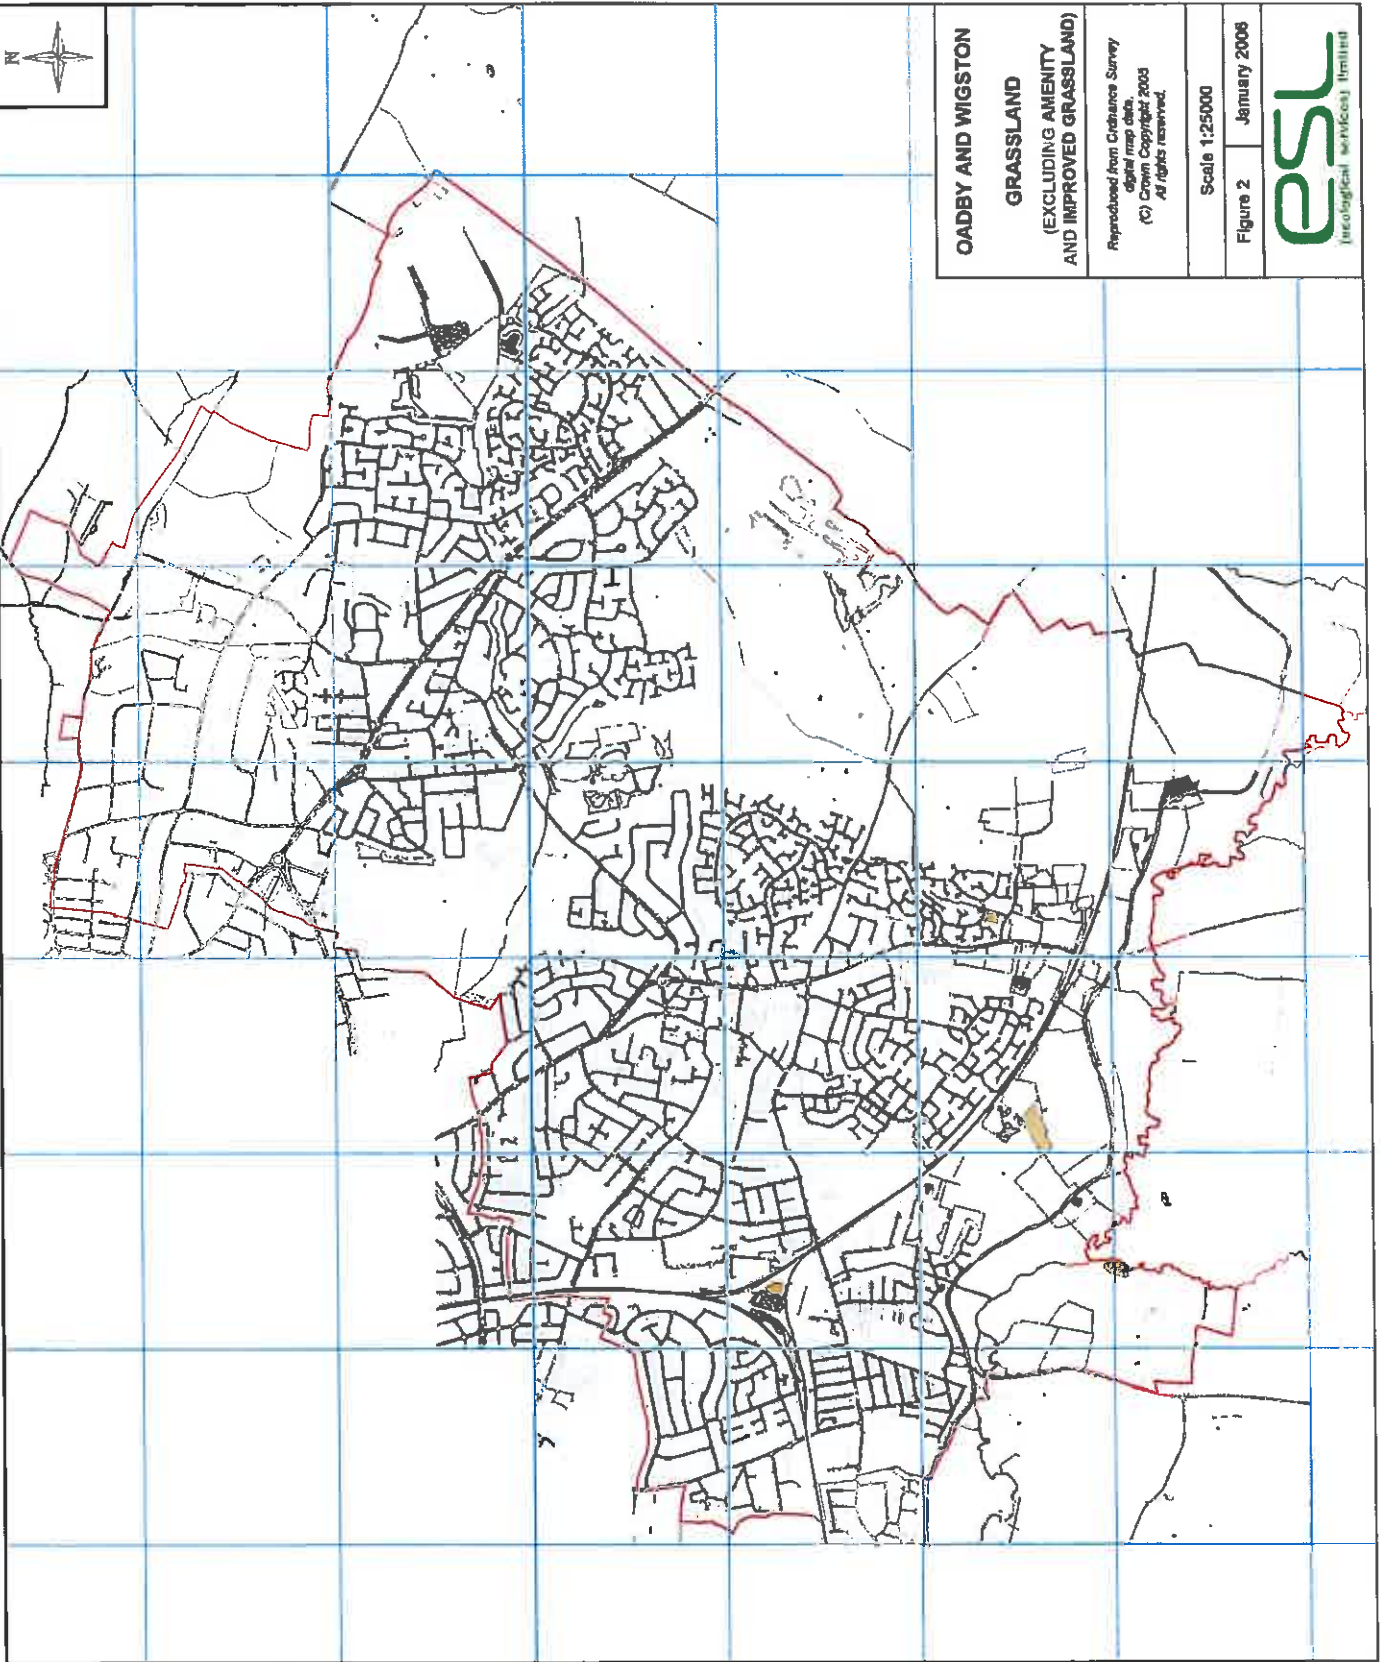 N
OADBY AND WIGSTON
GRASSLAND
(EXCLUDING AMENITY
AND IMPROVED GRASSLAND)
Reproduced from Ordnance Survey
digital map data.
(C) Crown Copyright 2005
All rights reserved.
Scale 1:25000
Figure 2
January 2006
esl
(ecological services) limited